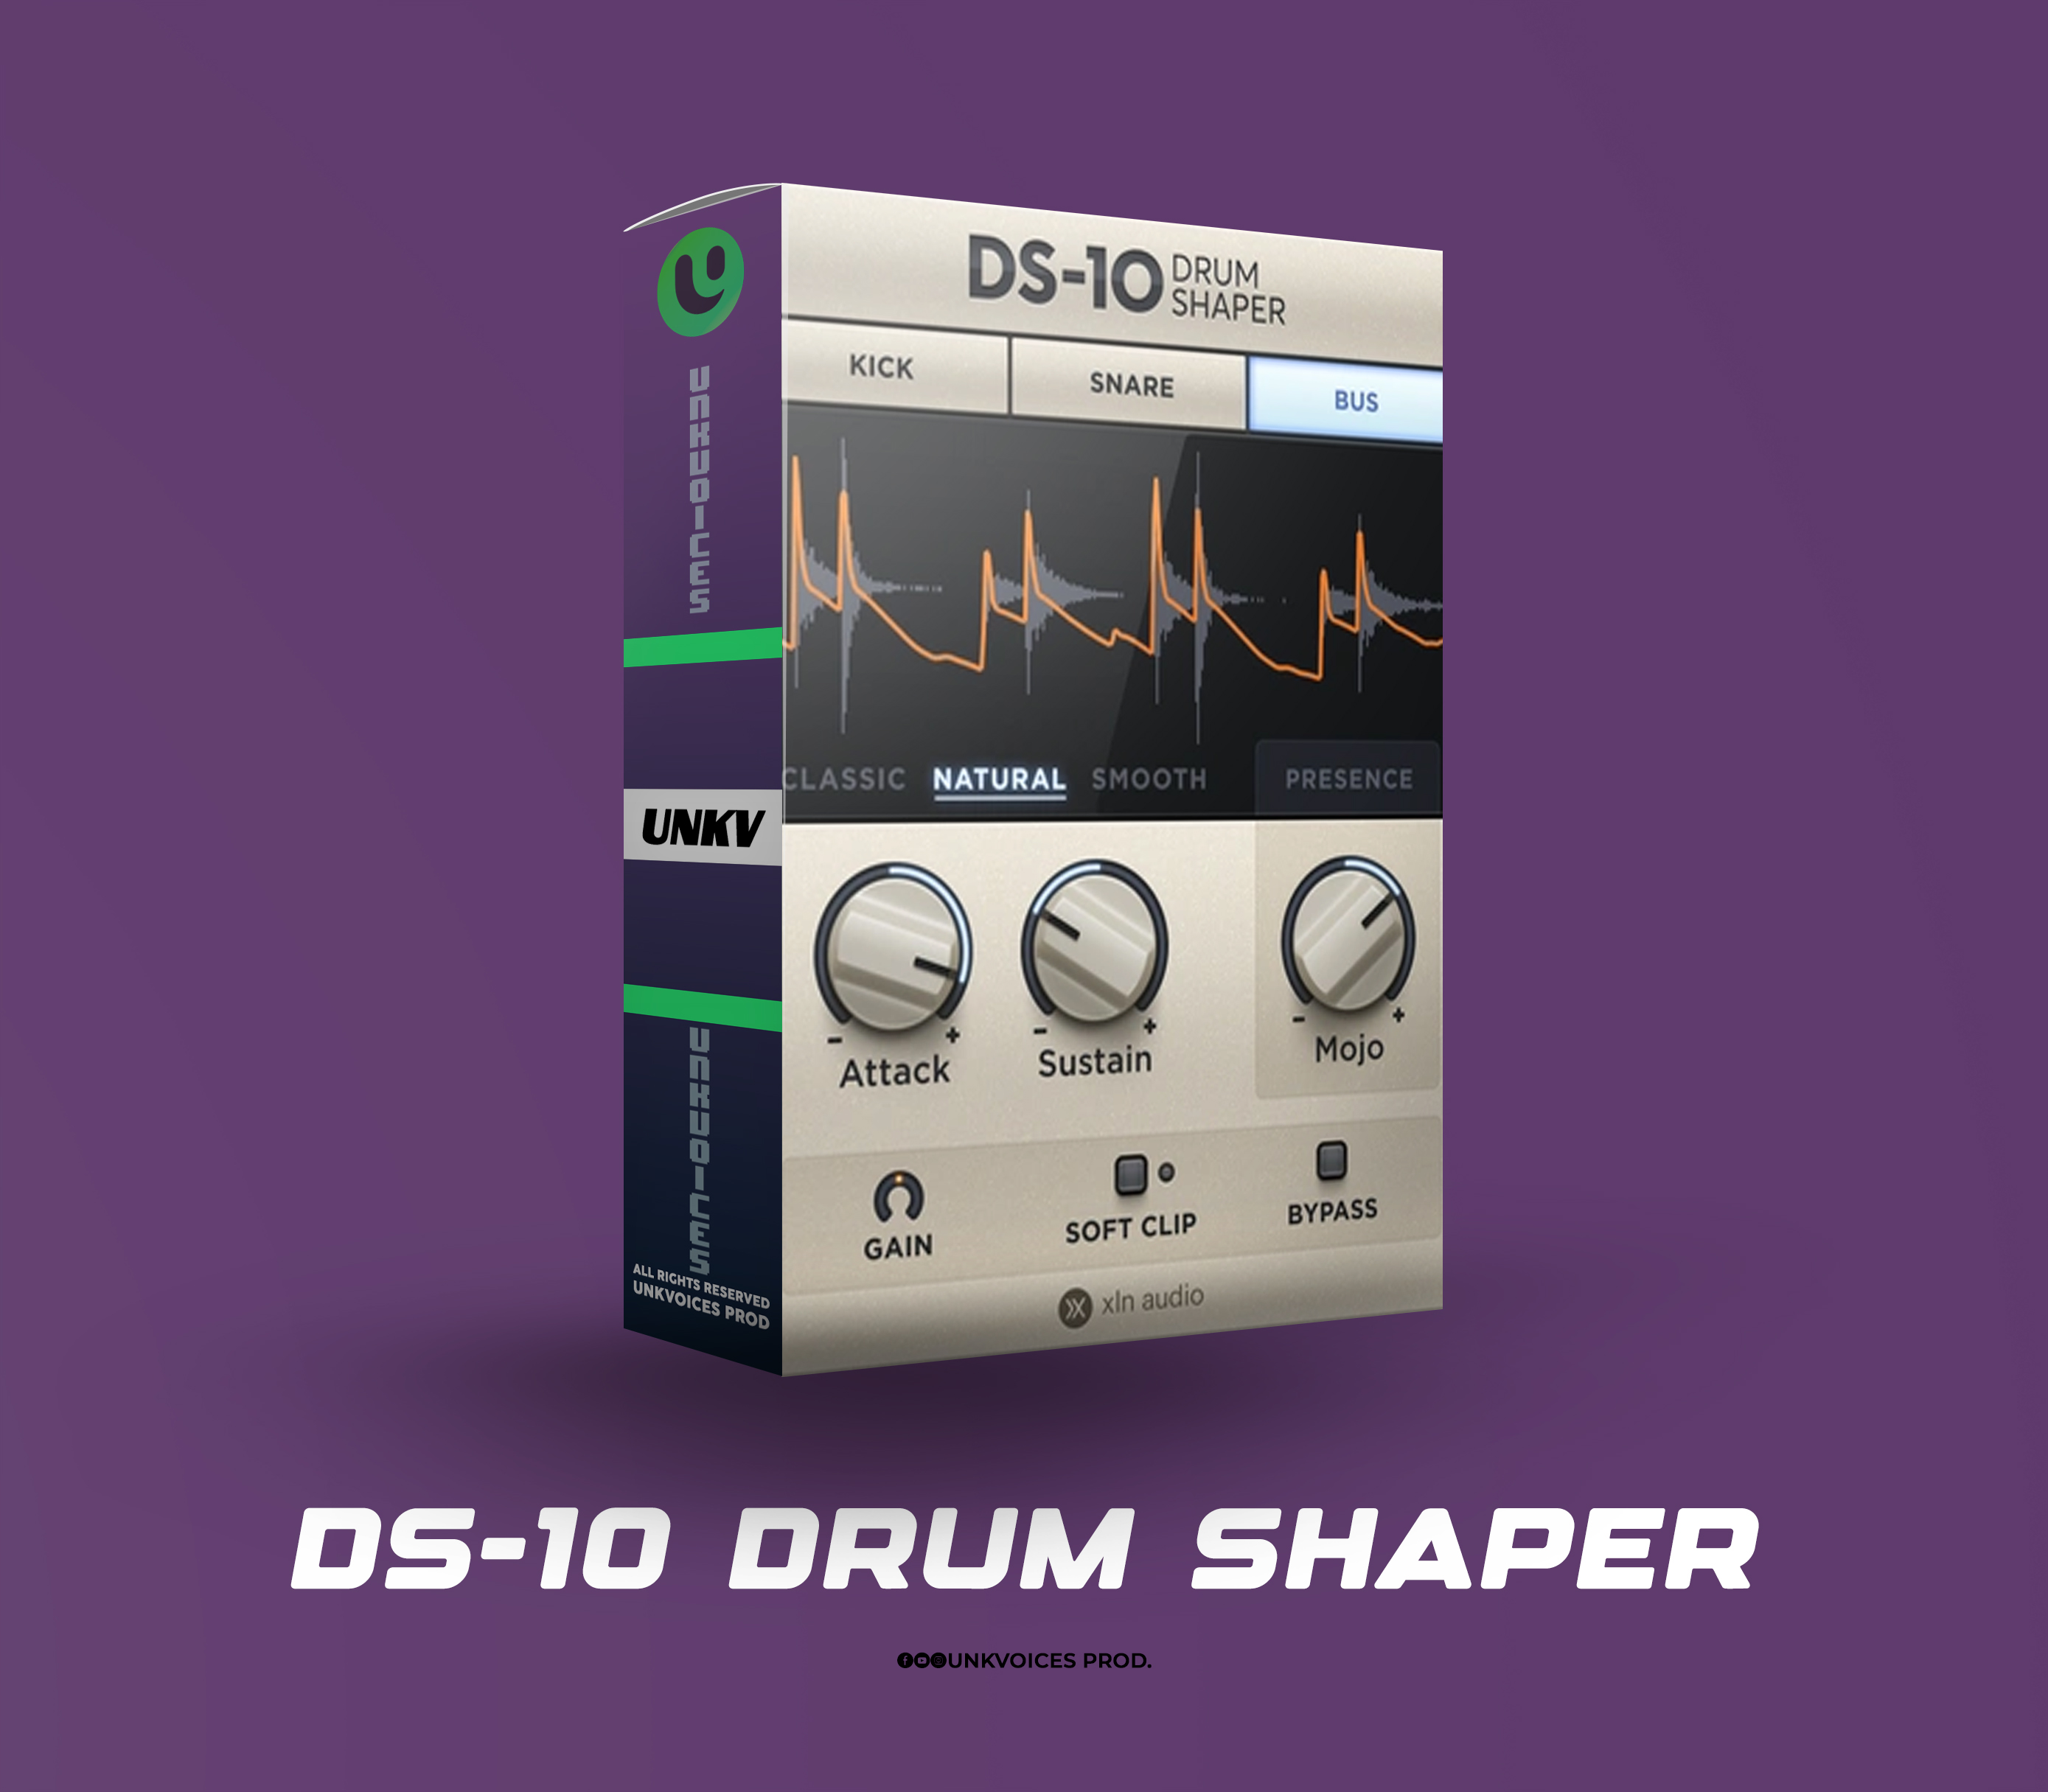 UNKVOICES
UNKV
UNKVOICES
ALL RIGHTS RESERVED
UNKVOICES PROD
DS-10 DRUM
SHAPER
KICK SNARE BUS
CLASSIC NATURAL SMOOTH PRESENCE
- + - + - +
Attack Sustain Mojo
GAIN SOFT CLIP BYPASS
xln audio
DS-10 DRUM SHAPER
UNKVOICES PROD.